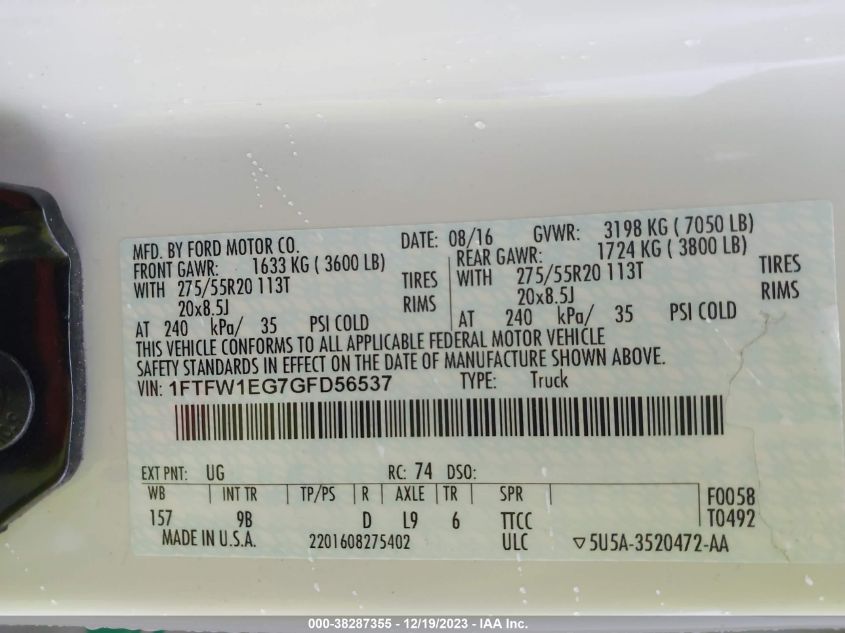 MFD. BY FORD MOTOR CO. DATE: 08/16 GVWR: 3198 KG ( 7050 LB)
FRONT GAWR: 1633 KG ( 3600 LB) REAR GAWR: 1724 KG ( 3800 LB)
WITH 275/55R20 113T TIRES WITH 275/55R20 113T TIRES
20x8.5J RIMS 20x8.5J RIMS
AT 240 kPa/ 35 PSI COLD AT 240 kPa/ 35 PSI COLD
THIS VEHICLE CONFORMS TO ALL APPLICABLE FEDERAL MOTOR VEHICLE
SAFETY STANDARDS IN EFFECT ON THE DATE OF MANUFACTURE SHOWN ABOVE.
VIN: 1FTFW1EG7GFD56537 TYPE: Truck
EXT PNT: UG RC: 74 DSO:
WB INT TR TP/PS R AXLE TR SPR F0058
157 9B D L9 6 TTCC T0492
MADE IN U.S.A. 2201608275402 ULC ▽5U5A-3520472-AA
000-38287355 - 12/19/2023 - IAA Inc.